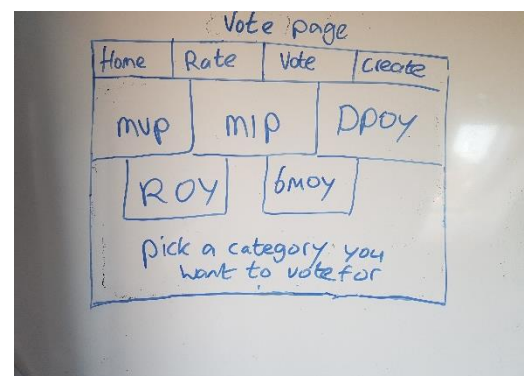 Vote page
Home Rate Vote Create
mvp mip DPOY
ROY 6MOY
pick a category you
want to vote for